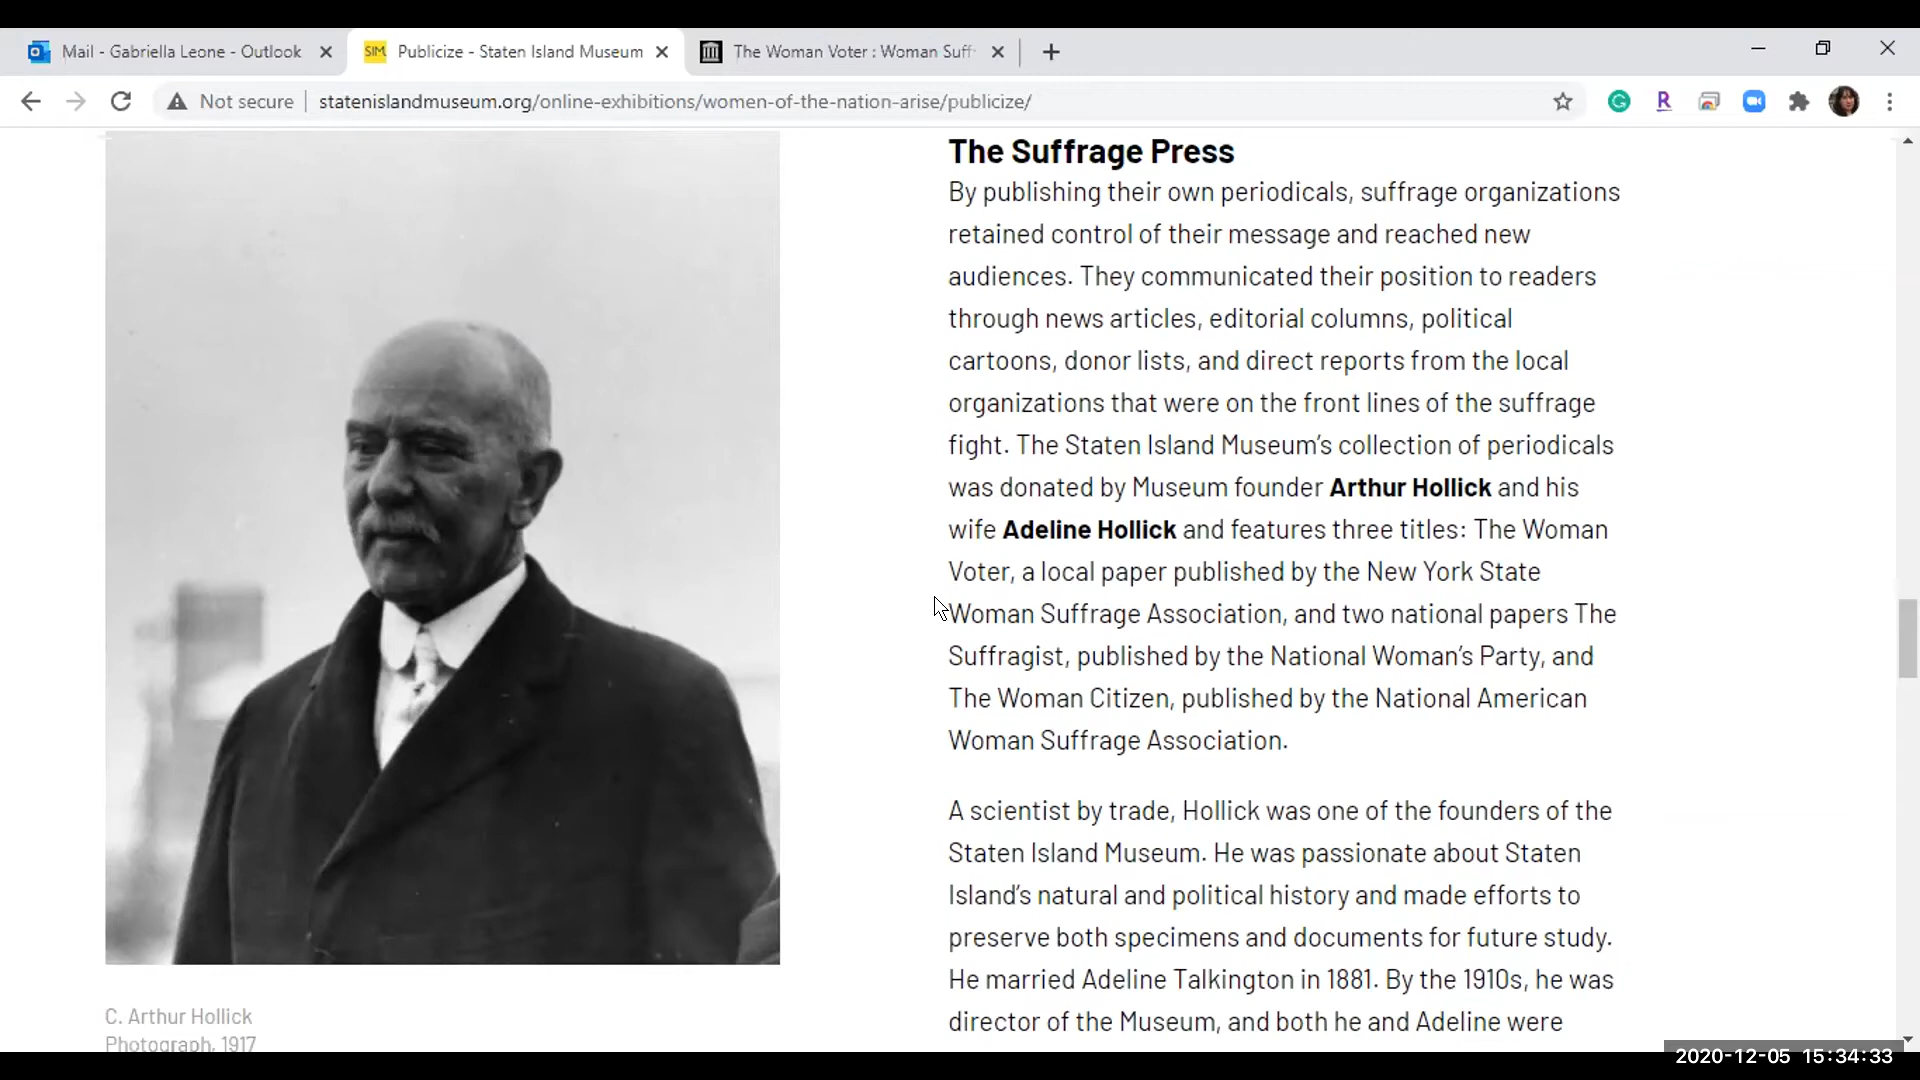 Mail - Gabriella Leone - Outlook
Publicize - Staten Island Museum
The Woman Voter : Woman Suff
Not secure
statenislandmuseum.org/online-exhibitions/women-of-the-nation-arise/publicize/
SIM
R
The Suffrage Press
By publishing their own periodicals, suffrage organizations
retained control of their message and reached new
audiences. They communicated their position to readers
through news articles, editorial columns, political
cartoons, donor lists, and direct reports from the local
organizations that were on the front lines of the suffrage
fight. The Staten Island Museum’s collection of periodicals
was donated by Museum founder Arthur Hollick and his
wife Adeline Hollick and features three titles: The Woman
Voter, a local paper published by the New York State
Woman Suffrage Association, and two national papers The
Suffragist, published by the National Woman’s Party, and
The Woman Citizen, published by the National American
Woman Suffrage Association.
A scientist by trade, Hollick was one of the founders of the
Staten Island Museum. He was passionate about Staten
Island’s natural and political history and made efforts to
preserve both specimens and documents for future study.
He married Adeline Talkington in 1881. By the 1910s, he was
director of the Museum, and both he and Adeline were
C. Arthur Hollick
Photograph, 1917
2020-12-05 15:34:33